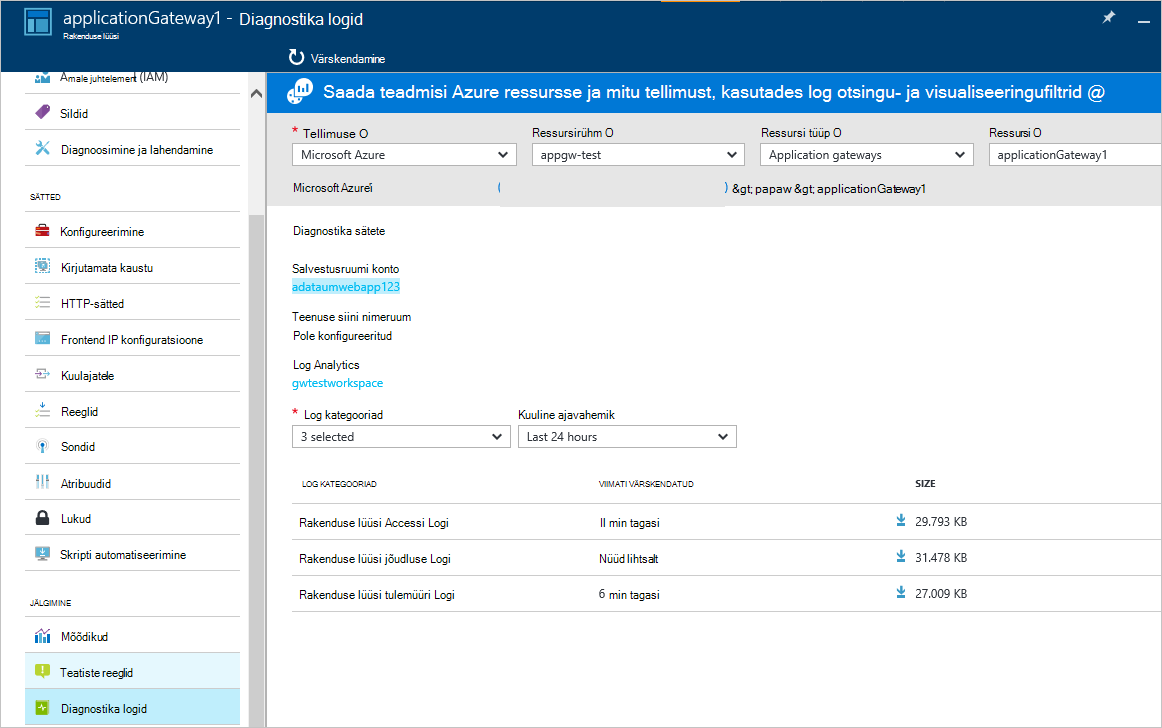 applicationGateway1 - Diagnostika logid
Rakenduse lüüsi
Värskendamine
Amale juhtelement (IAM)
Sildid
Diagnoosimine ja lahendamine
SÄTTED
Konfigureerimine
Kirjutamata kaustu
HTTP-sätted
Frontend IP konfiguratsioone
Kuulajatele
Reeglid
Sondid
Atribuudid
Lukud
Skripti automatiseerimine
JÄLGIMINE
Mõõdikud
Teatiste reeglid
Diagnostika logid
Saada teadmisi Azure ressursse ja mitu tellimust, kasutades log otsingu- ja visualiseeringufiltrid @
* Tellimuse O Ressursirühm O Ressursi tüüp O Ressursi O
Microsoft Azure appgw-test Application gateways applicationGateway1
Microsoft Azure'i ( ) &gt; papaw &gt; applicationGateway1
Diagnostika sätete
Salvestusruumi konto
adataumwebapp123
Teenuse siini nimeruum
Pole konfigureeritud
Log Analytics
gwtestworkspace
* Log kategooriad Kuuline ajavahemik
3 selected Last 24 hours
LOG KATEGOORIAD VIIMATI VÄRSKENDATUD SIZE
Rakenduse lüüsi Accessi Logi II min tagasi 29.793 KB
Rakenduse lüüsi jõudluse Logi Nüüd lihtsalt 31.478 KB
Rakenduse lüüsi tulemüüri Logi 6 min tagasi 27.009 KB